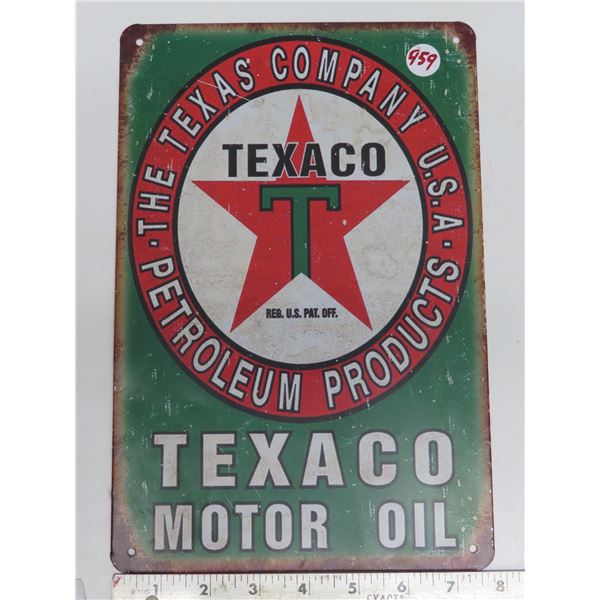 959
· THE TEXAS COMPANY U.S.A ·
TEXACO
T
REG. U.S. PAT. OFF.
PETROLEUM PRODUCTS
TEXACO
MOTOR OIL
1 2 3 4 5 6 7 8